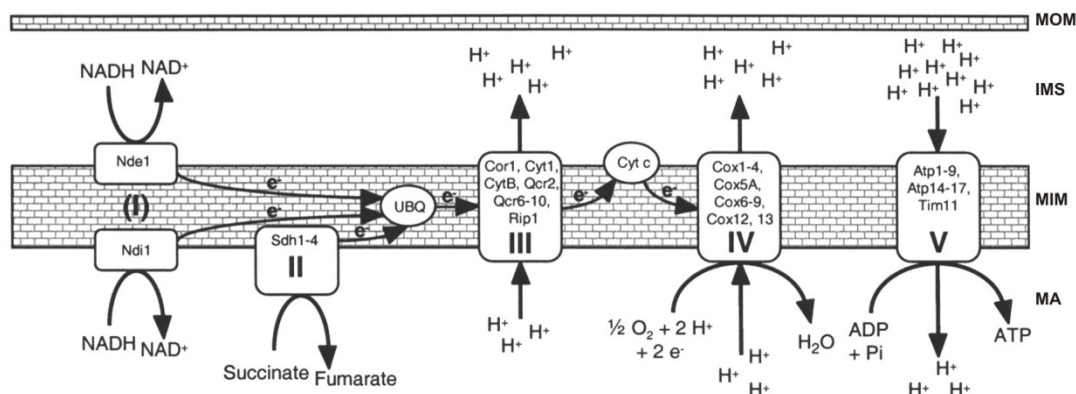 MOM
H⁺ H⁺ H⁺
H⁺ H⁺
H⁺ H⁺ H⁺
H⁺ H⁺
H⁺ H⁺
H⁺ H⁺ H⁺
H⁺ H⁺ H⁺
H⁺
IMS
NADH NAD⁺
Nde1
(I)
Ndi1
NADH NAD⁺
e⁻
e⁻
e⁻
Sdh1-4
II
Succinate Fumarate
UBQ
e⁻
Cor1, Cyt1,
CytB, Qcr2,
Qcr6-10,
Rip1
III
H⁺ H⁺
H⁺
e⁻
Cyt c
e⁻
Cox1-4,
Cox5A,
Cox6-9,
Cox12, 13
IV
½ O₂ + 2 H⁺
+ 2 e⁻
H₂O
H⁺ H⁺
H⁺
Atp1-9,
Atp14-17,
Tim11
V
ADP
+ Pi
ATP
H⁺
H⁺ H⁺
MIM
MA